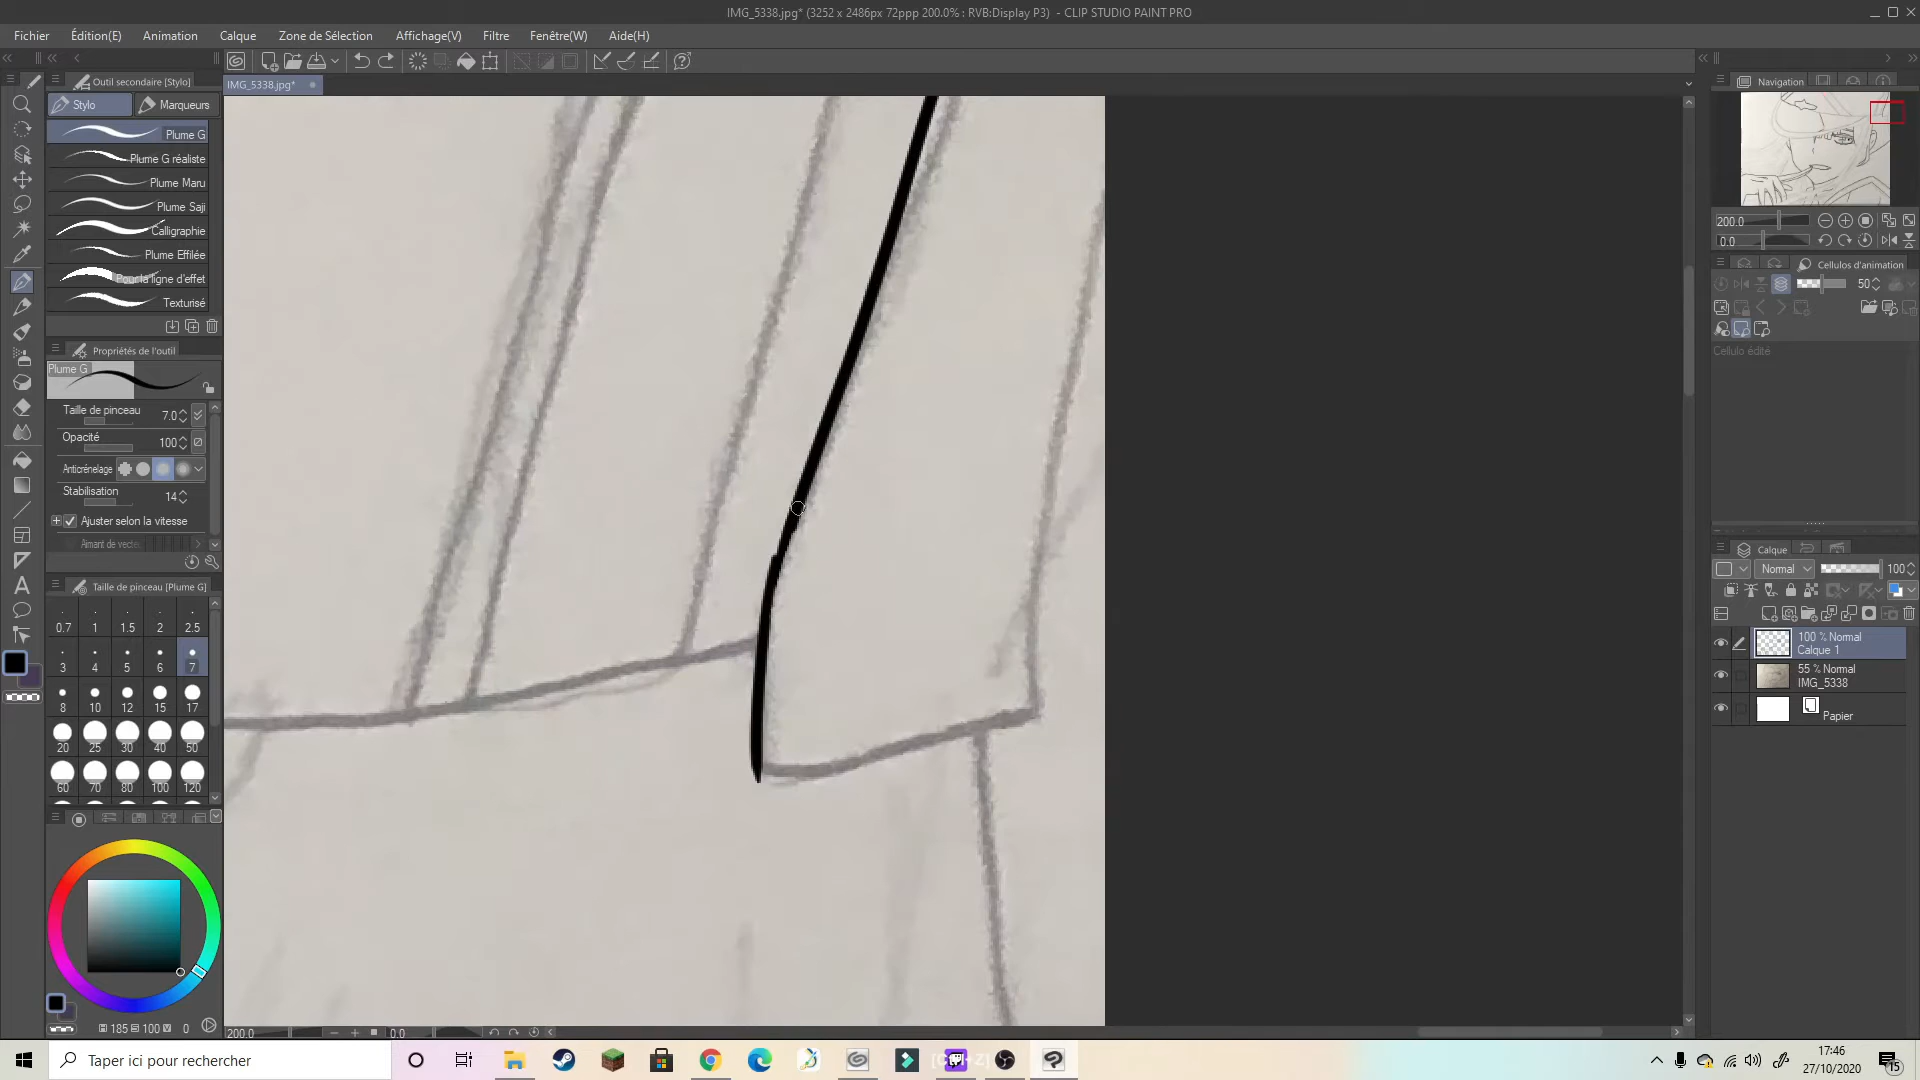 IMG_5338.jpg* (3252 x 2486px 72ppp 200.0% : RVB:Display P3) - CLIP STUDIO PAINT PRO
Fichier Édition(E) Animation Calque Zone de Sélection Affichage(V) Filtre Fenêtre(W) Aide(H)
Outil secondaire [Stylo]
IMG_5338.jpg*
Navigation
Stylo
Marqueurs
Plume G
Plume G réaliste
Plume Maru
Plume Saji
Calligraphie
Plume Effilée
Pour la ligne d'effet
Texturisé
Propriétés de l'outil
Plume G
Taille de pinceau 7.0
Opacité 100
Anticrénelage
Stabilisation 14
Ajuster selon la vitesse
Aimant de vecte
Taille de pinceau [Plume G]
0.7 1 1.5 2 2.5
3 4 5 6 7
8 10 12 15 17
20 25 30 40 50
60 70 80 100 120
185 100 0
200.0
0.0
200.0
0.0
Cellulos d'animation
50
Cellulo édité
Calque
Normal 100
100 % Normal
Calque 1
55 % Normal
IMG_5338
Papier
Taper ici pour rechercher
17:46
27/10/2020
15